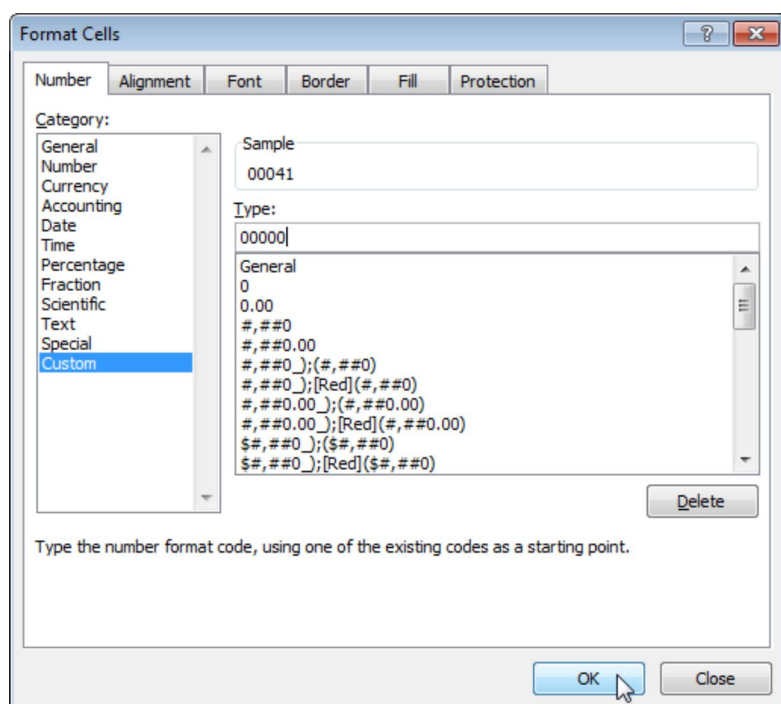 Format Cells
Number Alignment Font Border Fill Protection
Category:
General
Number
Currency
Accounting
Date
Time
Percentage
Fraction
Scientific
Text
Special
Custom
Sample
00041
Type:
00000
General
0
0.00
#,##0
#,##0.00
#,##0_);(#,##0)
#,##0_);[Red](#,##0)
#,##0.00_);(#,##0.00)
#,##0.00_);[Red](#,##0.00)
$#,##0_);($#,##0)
$#,##0_);[Red]($#,##0)
Delete
Type the number format code, using one of the existing codes as a starting point.
OK Close